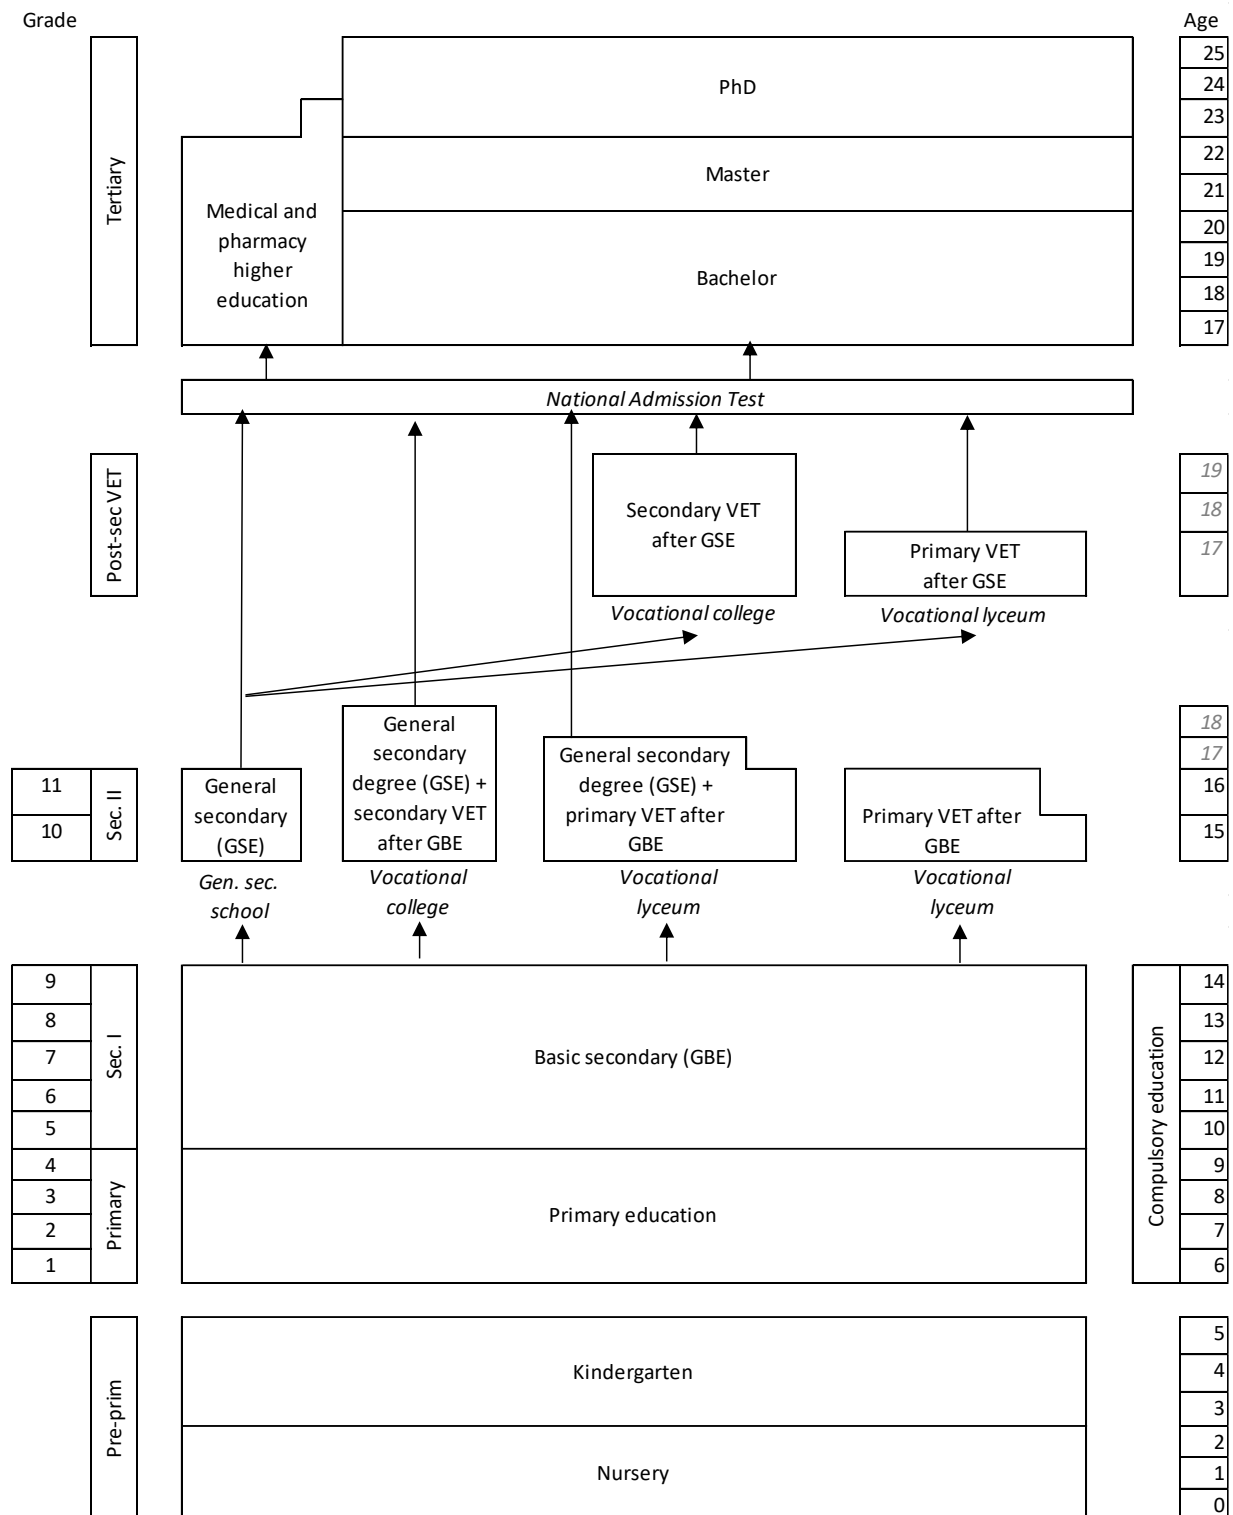 Grade
Age
25
24
23
22
21
20
19
18
17
Tertiary
PhD
Master
Medical and
pharmacy
higher
education
Bachelor
National Admission Test
Post-sec VET
Secondary VET
after GSE
Vocational college
Primary VET
after GSE
Vocational lyceum
19
18
17
18
17
16
15
11
10
Sec. II
General
secondary
(GSE)
Gen. sec.
school
General
secondary
degree (GSE) +
secondary VET
after GBE
Vocational
college
General secondary
degree (GSE) +
primary VET after
GBE
Vocational
lyceum
Primary VET after
GBE
Vocational
lyceum
9
8
7
6
5
4
3
2
1
Sec. I
Primary
Basic secondary (GBE)
Primary education
Compulsory education
14
13
12
11
10
9
8
7
6
Pre-prim
Kindergarten
Nursery
5
4
3
2
1
0